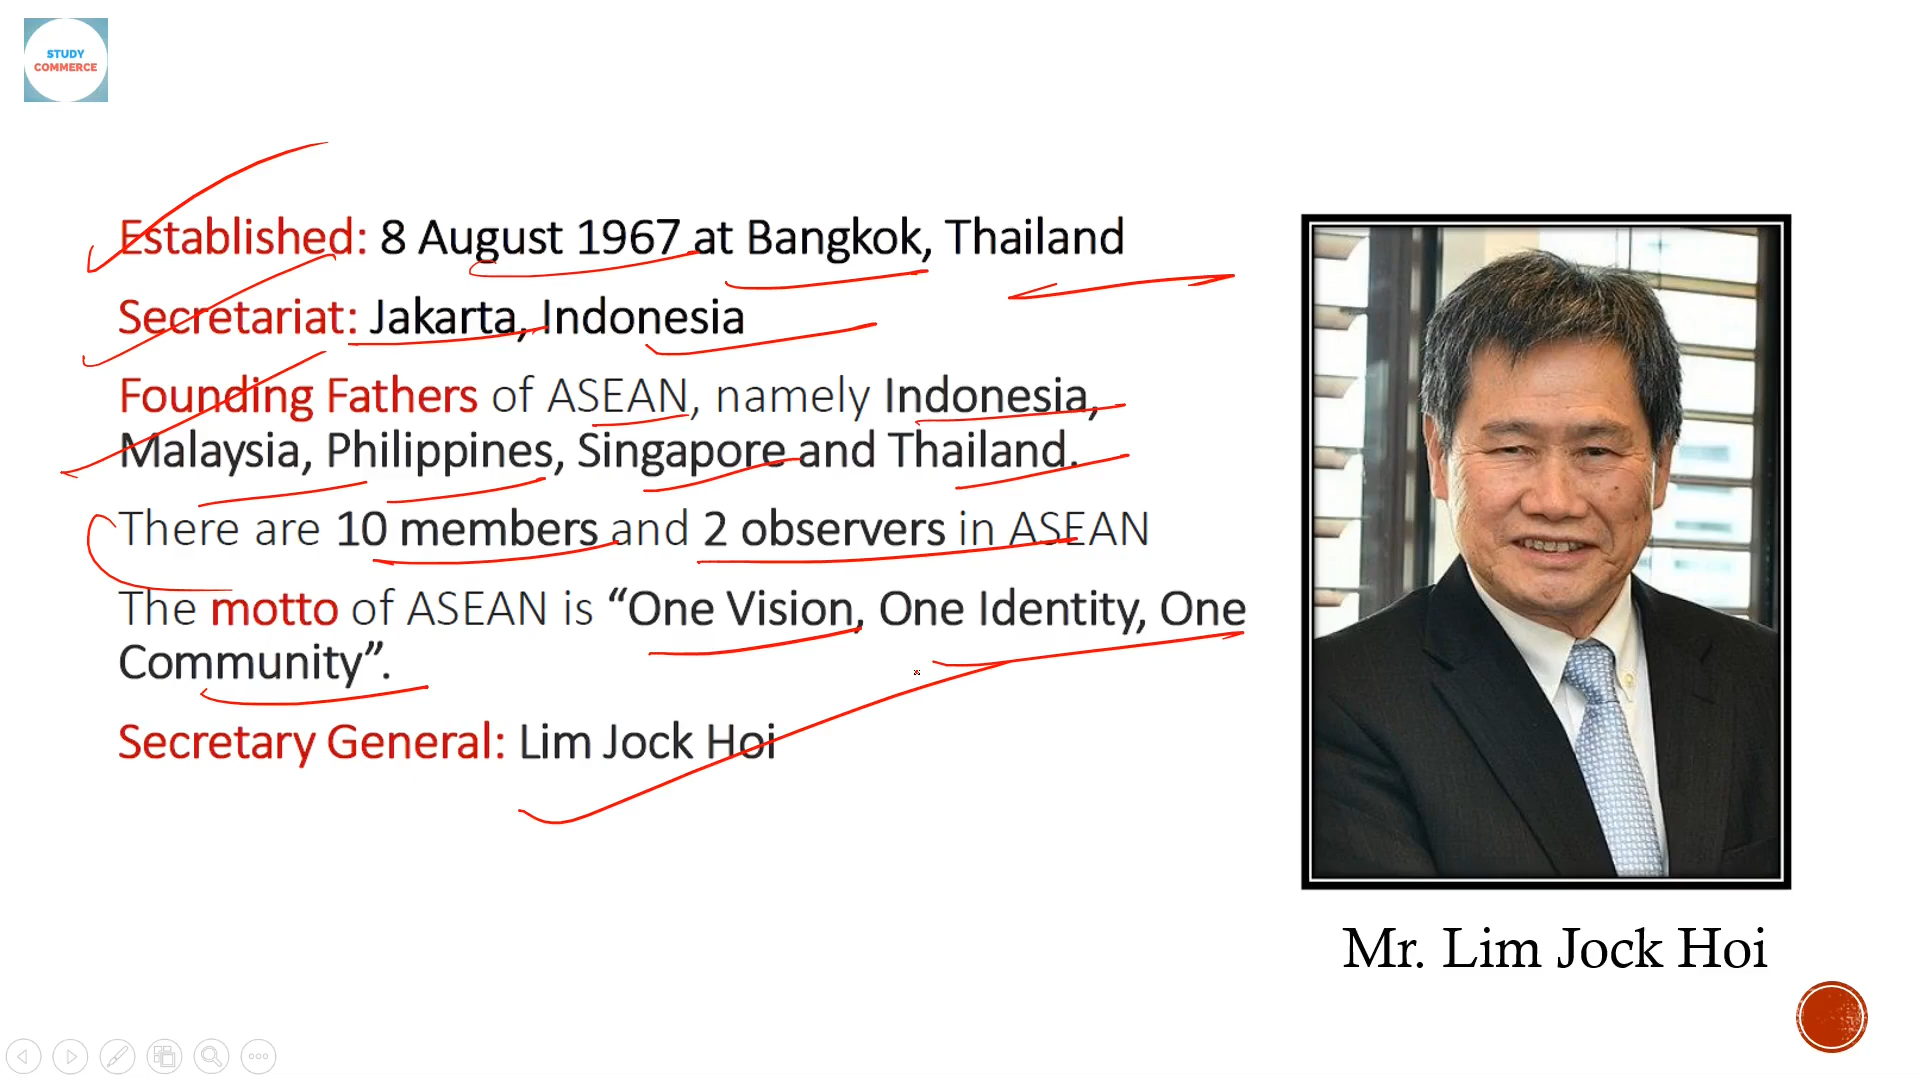 STUDY
COMMERCE
Established: 8 August 1967 at Bangkok, Thailand
Secretariat: Jakarta, Indonesia
Founding Fathers of ASEAN, namely Indonesia,
Malaysia, Philippines, Singapore and Thailand.
There are 10 members and 2 observers in ASEAN
The motto of ASEAN is “One Vision, One Identity, One
Community”.
Secretary General: Lim Jock Hoi
Mr. Lim Jock Hoi